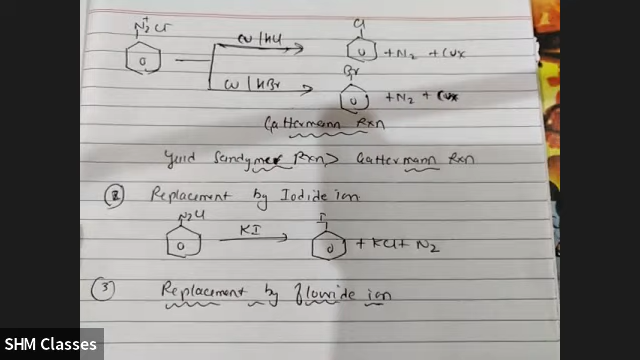 Cl
N₂⁺Cl⁻ Cu/HCl
+N₂ + CuX
Br
Cu/HBr +N₂ + CuX
Gattermann Rxn
Yield Sandymer Rxn > Gattermann Rxn
② Replacement by Iodide ion
N₂Cl I
KI + KCl + N₂
③ Replacement by flouride ion
SHM Classes